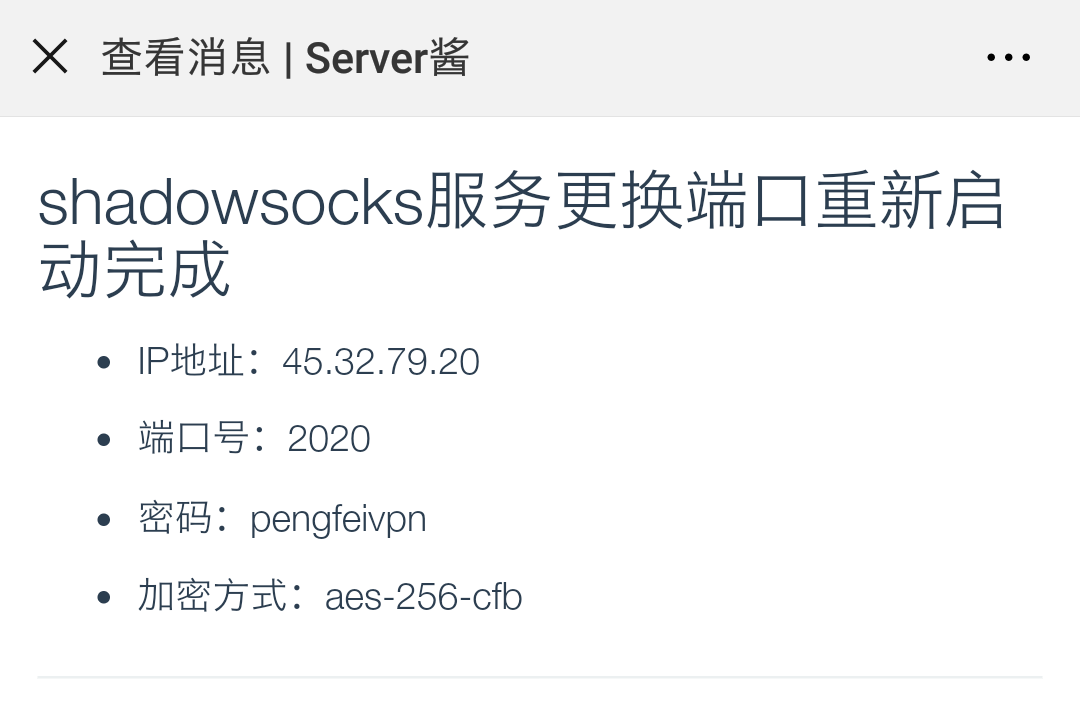 查看消息 | Server酱
shadowsocks服务更换端口重新启
动完成
IP地址：45.32.79.20
端口号：2020
密码：pengfeivpn
加密方式：aes-256-cfb